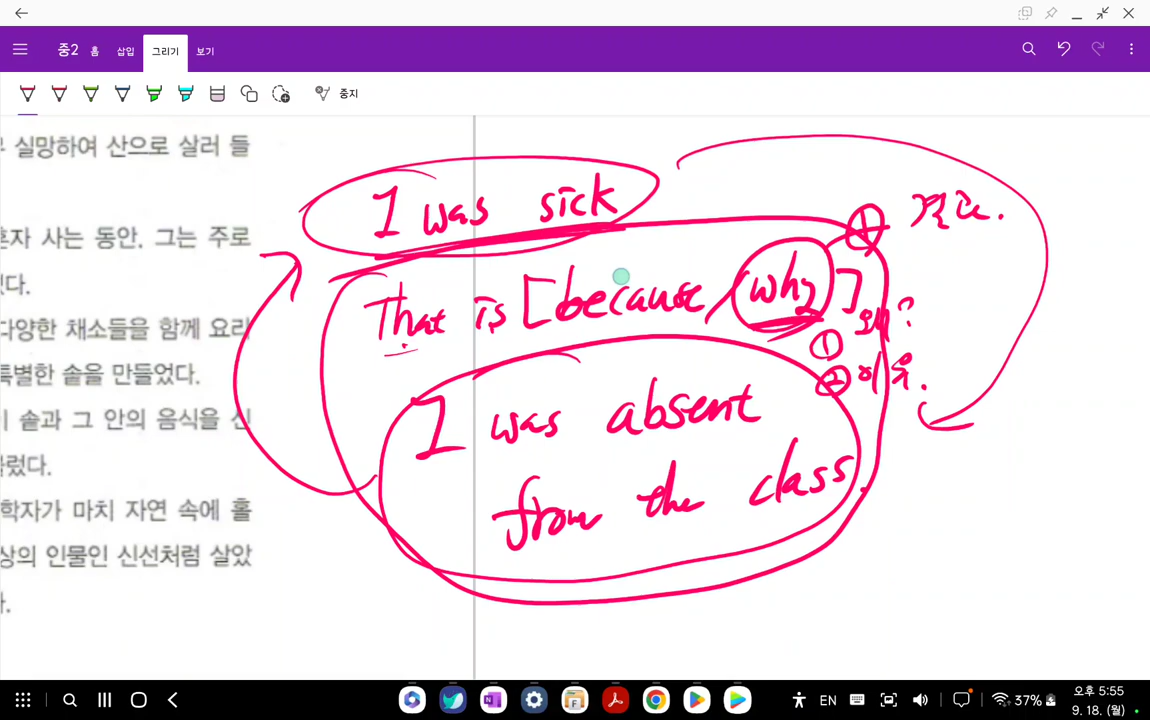 중2 홈 삽입 그리기 보기
중지
실망하여 산으로 살러 들
혼자 사는 동안, 그는 주로
다양한 채소들을 함께 요리
특별한 솥을 만들었다.
솥과 그 안의 음식을 신
학자가 마치 자연 속에 홀
상의 인물인 신선처럼 살았
I was sick
① 결과.
That is [because / why]
왜?
①
② 이유.
I was absent
from the class.
EN 37% 오후 5:55
9. 18. (월)